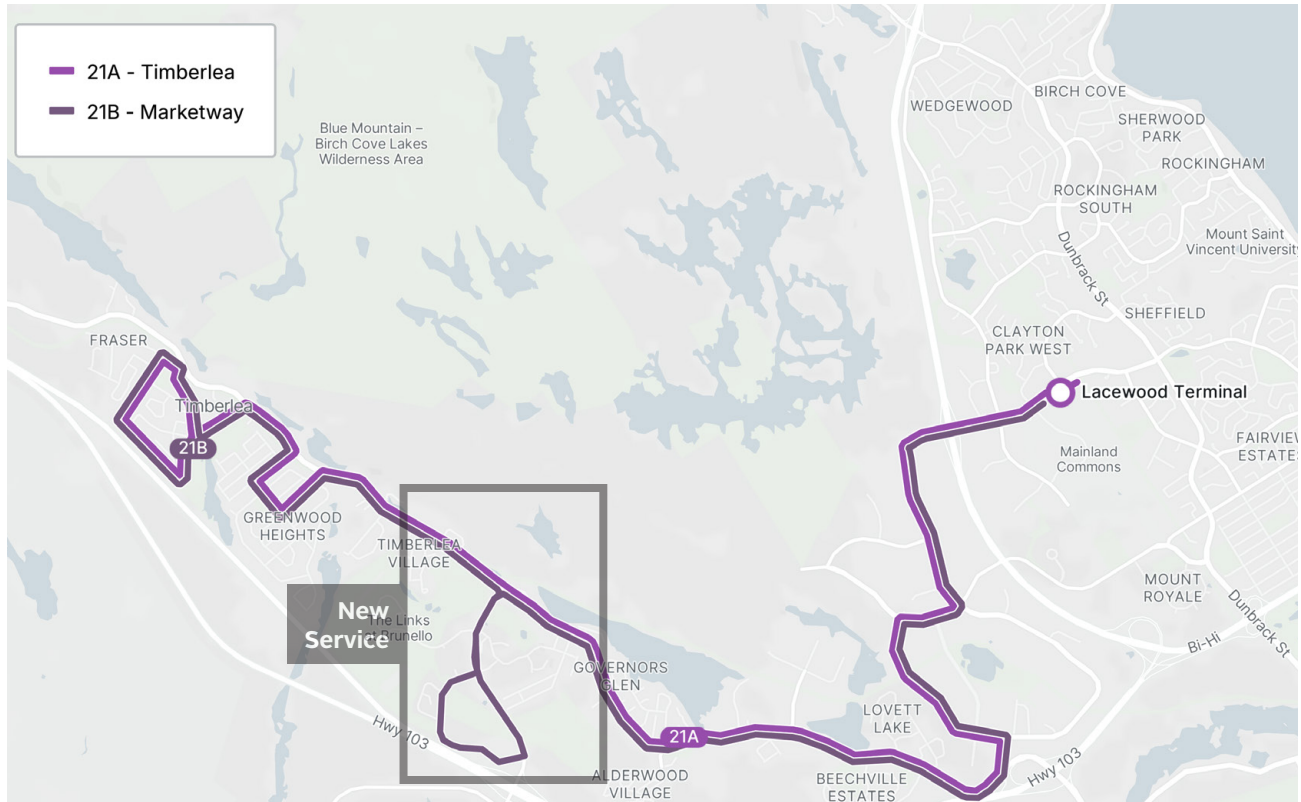 21A - Timberlea
21B - Marketway
Blue Mountain –
Birch Cove Lakes
Wilderness Area
WEDGEWOOD
BIRCH COVE
SHERWOOD
PARK
ROCKINGHAM
ROCKINGHAM
SOUTH
Mount Saint
Vincent University
Dunbrack St
SHEFFIELD
CLAYTON
PARK WEST
FRASER
Lacewood Terminal
Timberlea
21B
Mainland
Commons
FAIRVIEW
ESTATES
GREENWOOD
HEIGHTS
TIMBERLEA
VILLAGE
MOUNT
ROYALE
Dunbrack St
New
Service
The Links
at Brunello
Bi-Hi
GOVERNORS
GLEN
LOVETT
LAKE
Hwy 103
21A
Hwy 103
ALDERWOOD
VILLAGE
BEECHVILLE
ESTATES